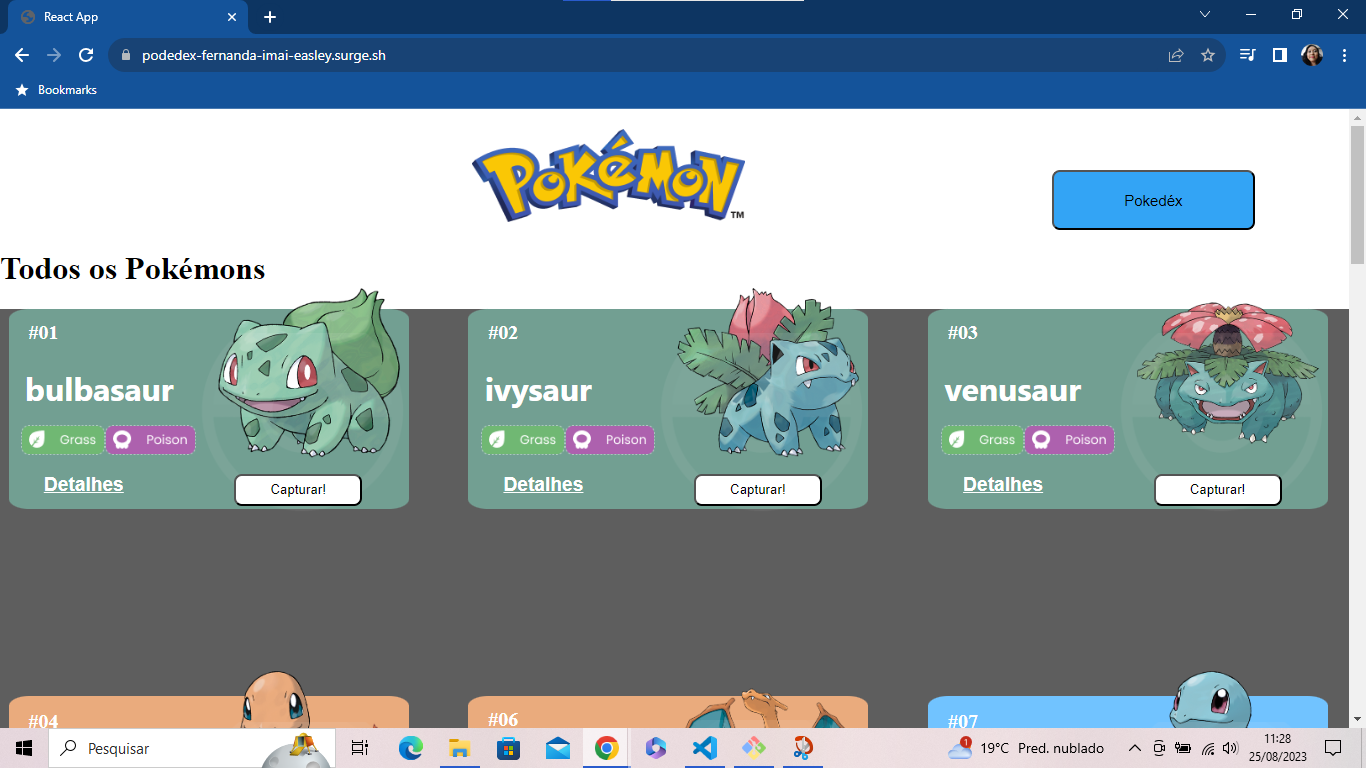 React App
podedex-fernanda-imai-easley.surge.sh
Bookmarks
POKéMON TM
Pokedéx
Todos os Pokémons
#01
bulbasaur
Grass Poison
Detalhes Capturar!
#02
ivysaur
Grass Poison
Detalhes Capturar!
#03
venusaur
Grass Poison
Detalhes Capturar!
#04
#06
#07
Pesquisar
1
19°C Pred. nublado
11:28
25/08/2023